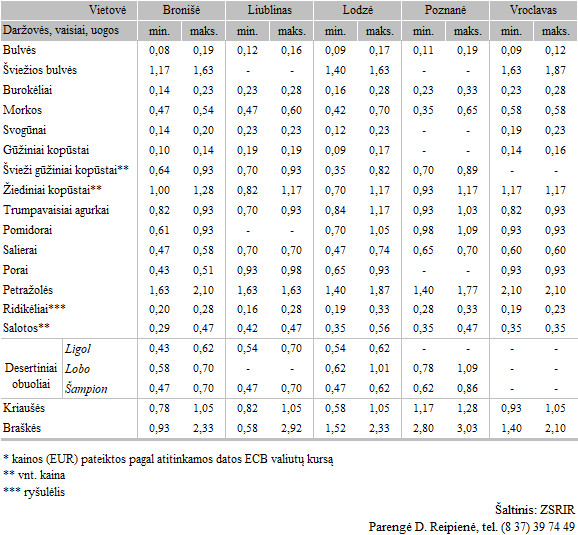 Vietovė Bronišė Liublinas Lodzė Poznanė Vroclavas
Daržovės, vaisiai, uogos min. maks. min. maks. min. maks. min. maks. min. maks.
Bulvės 0,08 0,19 0,12 0,16 0,09 0,17 0,11 0,19 0,09 0,12
Šviežios bulvės 1,17 1,63 - - 1,40 1,63 - - 1,63 1,87
Burokėliai 0,14 0,23 0,23 0,28 0,16 0,28 0,23 0,33 0,23 0,28
Morkos 0,47 0,54 0,47 0,60 0,42 0,70 0,35 0,65 0,58 0,58
Svogūnai 0,14 0,20 0,23 0,23 0,12 0,23 - - 0,19 0,23
Gūžiniai kopūstai 0,10 0,14 0,19 0,19 0,09 0,17 - - 0,14 0,16
Švieži gūžiniai kopūstai** 0,64 0,93 0,70 0,93 0,35 0,82 0,70 0,89 - -
Žiediniai kopūstai** 1,00 1,28 0,82 1,17 0,70 1,17 0,93 1,17 1,17 1,17
Trumpavaisiai agurkai 0,82 0,93 0,70 0,93 0,84 1,17 0,93 1,03 0,82 0,93
Pomidorai 0,61 0,93 - - 0,70 1,05 0,98 1,09 0,93 0,93
Salierai 0,47 0,58 0,70 0,70 0,47 0,74 0,65 0,70 0,60 0,60
Porai 0,43 0,51 0,93 0,98 0,65 0,93 - - 0,93 0,93
Petražolės 1,63 2,10 1,63 1,63 1,40 1,87 1,40 1,77 2,10 2,10
Ridikėliai*** 0,20 0,28 0,16 0,28 0,19 0,33 0,28 0,33 0,19 0,23
Salotos** 0,29 0,47 0,42 0,47 0,35 0,56 0,35 0,47 0,35 0,35
Desertiniai obuoliai Ligol 0,43 0,62 0,54 0,70 0,54 0,62 - - - -
Lobo 0,58 0,70 - - 0,62 1,01 0,78 1,09 - -
Šampion 0,47 0,70 0,47 0,70 0,47 0,62 0,62 0,86 - -
Kriaušės 0,78 1,05 0,82 1,05 0,58 1,05 1,17 1,28 0,93 1,05
Braškės 0,93 2,33 0,58 2,92 1,52 2,33 2,80 3,03 1,40 2,10
* kainos (EUR) pateiktos pagal atitinkamos datos ECB valiutų kursą
** vnt. kaina
*** ryšulėlis
Šaltinis: ZSRIR
Parengė D. Reipienė, tel. (8 37) 39 74 49